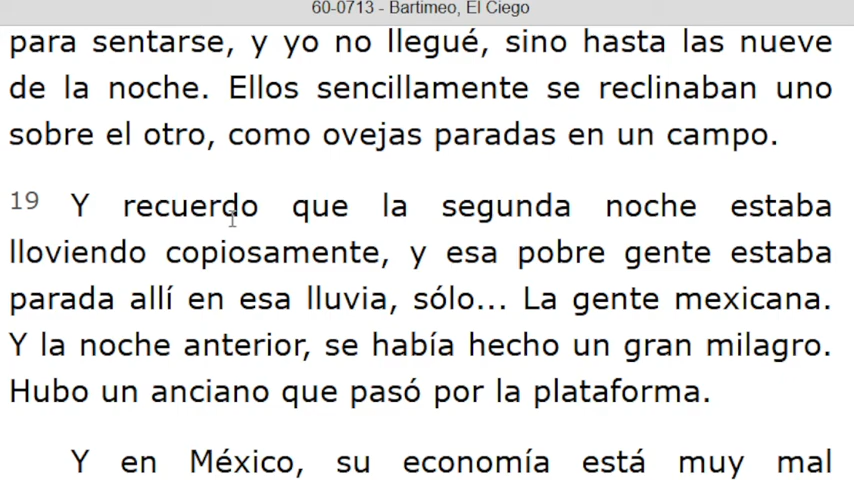 60-0713 - Bartimeo, El Ciego
para sentarse, y yo no llegué, sino hasta las nueve
de la noche. Ellos sencillamente se reclinaban uno
sobre el otro, como ovejas paradas en un campo.
19 Y recuerdo que la segunda noche estaba
lloviendo copiosamente, y esa pobre gente estaba
parada allí en esa lluvia, sólo... La gente mexicana.
Y la noche anterior, se había hecho un gran milagro.
Hubo un anciano que pasó por la plataforma.
Y en México, su economía está muy mal